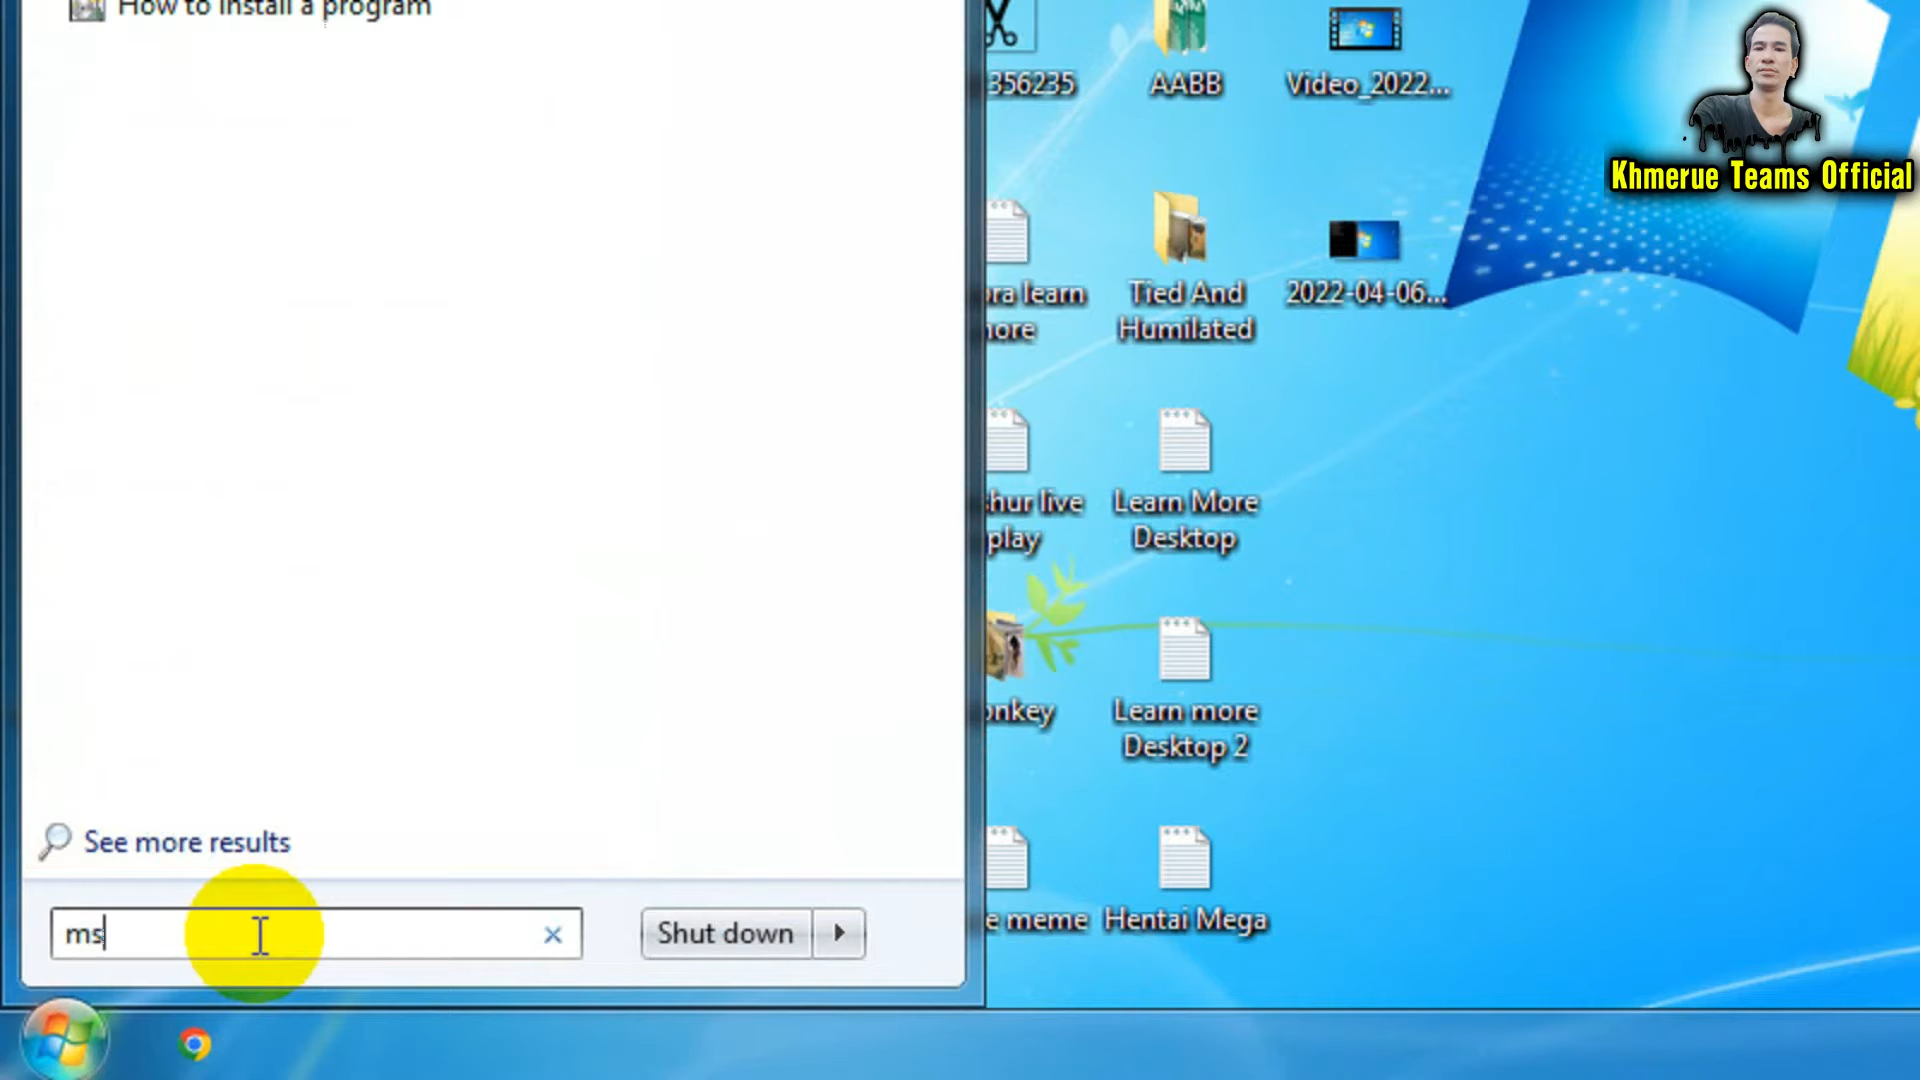 How to install a program
356235
AABB
Video_2022...
Khmerue Teams Official
ra learn
ore
Tied And
Humilated
2022-04-06...
hur live
play
Learn More
Desktop
onkey
Learn more
Desktop 2
See more results
e meme
Hentai Mega
ms
Shut down